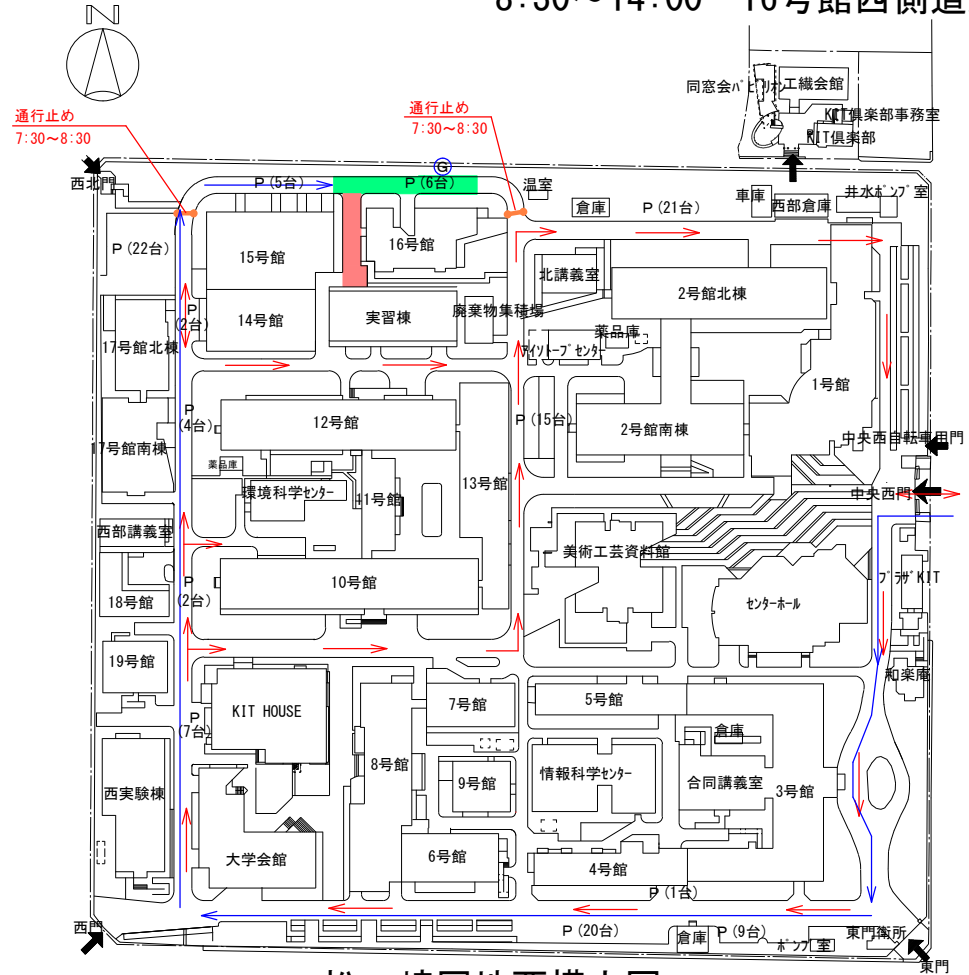 8:30～14:00　16号館西側道
N
同窓会パビリオン
工繊会館
KIT倶楽部事務室
KIT倶楽部
通行止め
7:30～8:30
通行止め
7:30～8:30
G
西北門
P (5台)
P (6台)
温室
倉庫
P (21台)
車庫
西部倉庫
井水ポンプ室
P (22台)
15号館
16号館
北講義室
2号館北棟
P
(2台)
14号館
実習棟
廃棄物集積場
薬品庫
アイソトープセンター
17号館北棟
1号館
P
(4台)
12号館
P (15台)
2号館南棟
17号館南棟
中央西自転車用門
薬品庫
環境科学センター
11号館
13号館
中央西門
西部講義室
美術工芸資料館
10号館
P
(2台)
18号館
センターホール
プラザKIT
19号館
和楽庵
KIT HOUSE
7号館
5号館
P
(7台)
倉庫
8号館
9号館
情報科学センター
合同講義室
3号館
西実験棟
大学会館
6号館
4号館
P (1台)
西門
P (20台)
倉庫
P (9台)
ポンプ室
東門衛所
東門